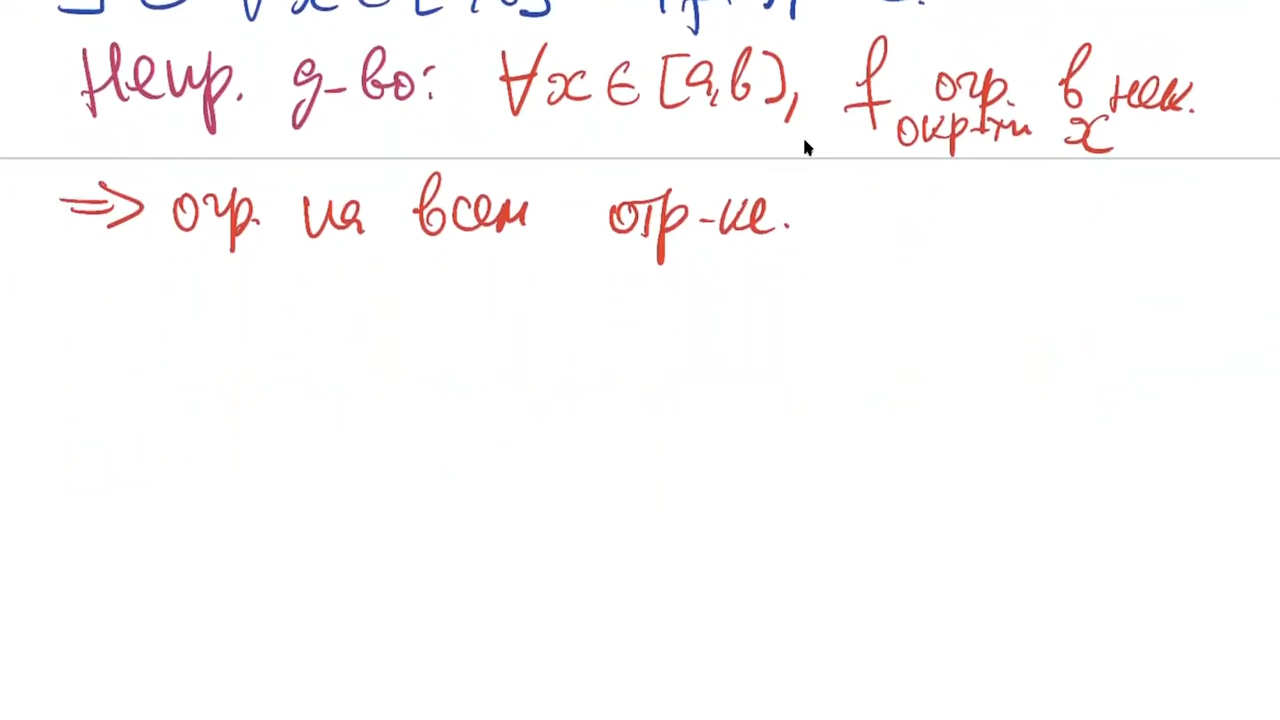 Непр. д-во: ∀x∈[a,b], f огр. в нек.
окр-ти x
⇒ огр. на всем отр-ке.